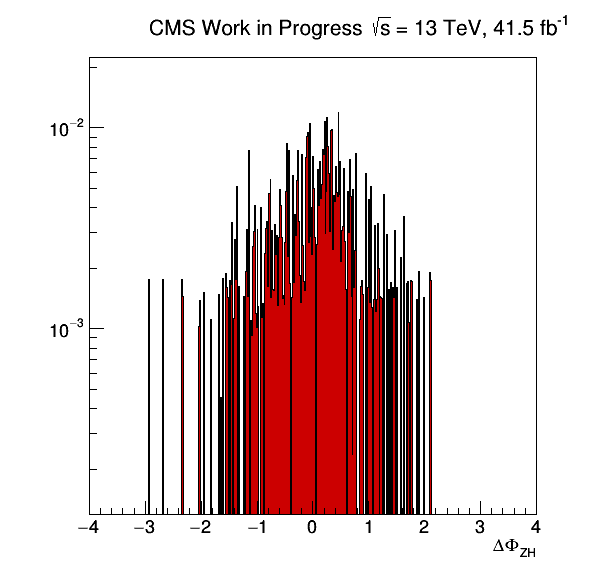 CMS Work in Progress √s = 13 TeV, 41.5 fb⁻¹
10⁻²
10⁻³
−4 −3 −2 −1 0 1 2 3 4
ΔΦ_ZH